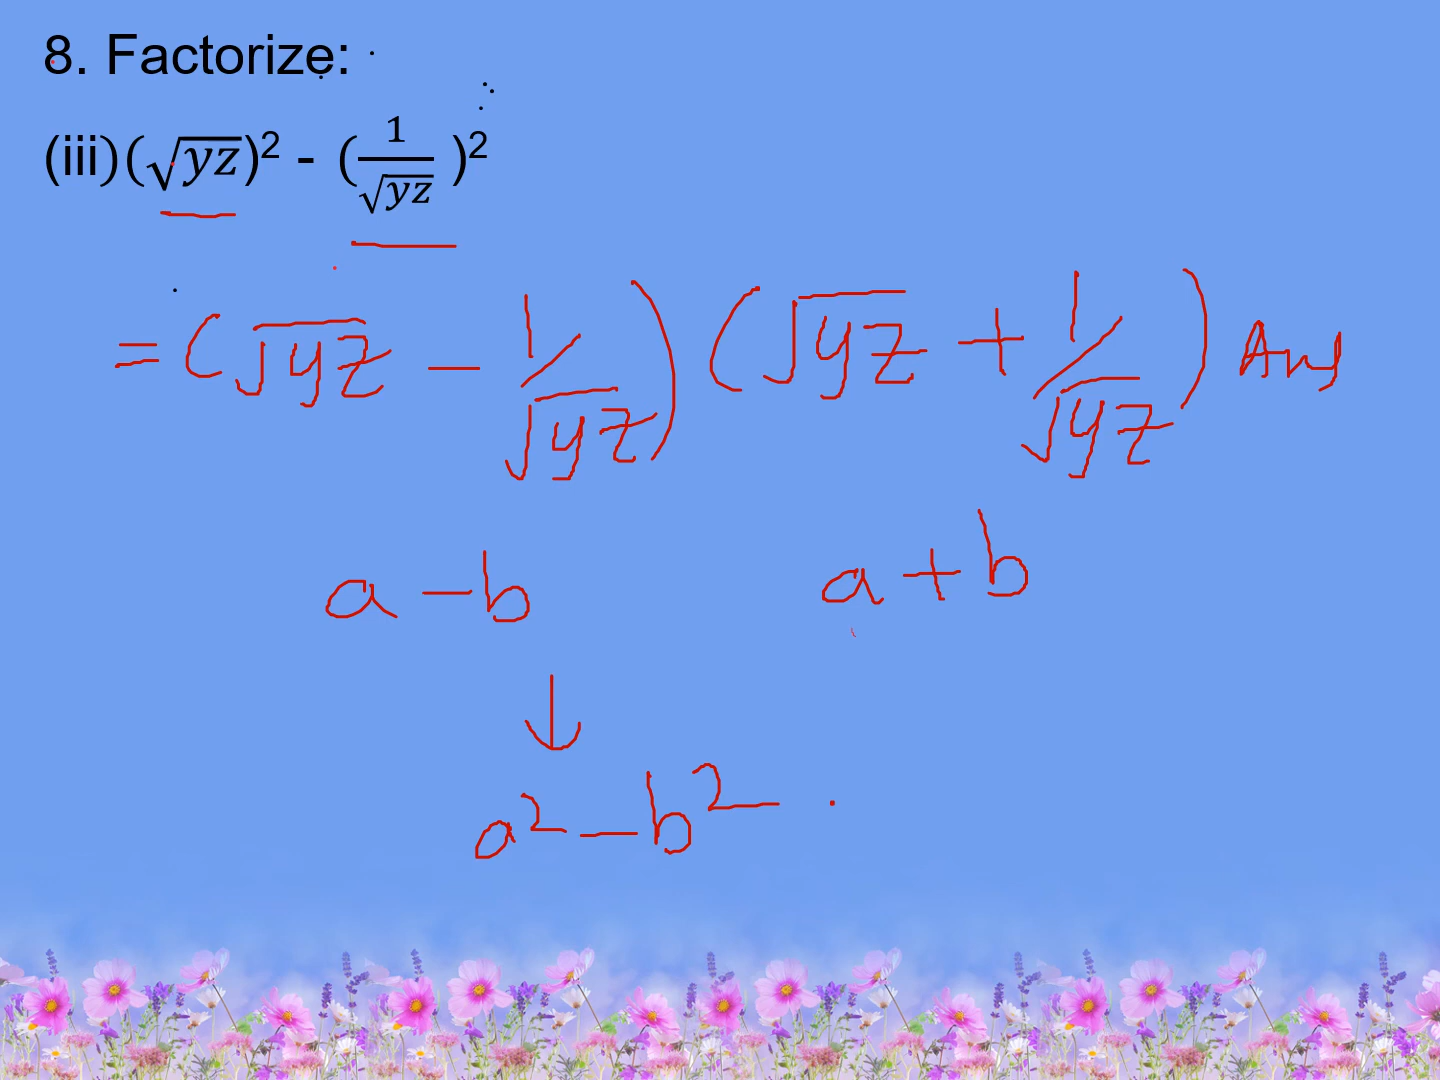 8. Factorize:
(iii) (√yz)² - (1/√yz)²
= (√yz - 1/√yz) (√yz + 1/√yz) Ans
a - b a + b
↓
a² - b²